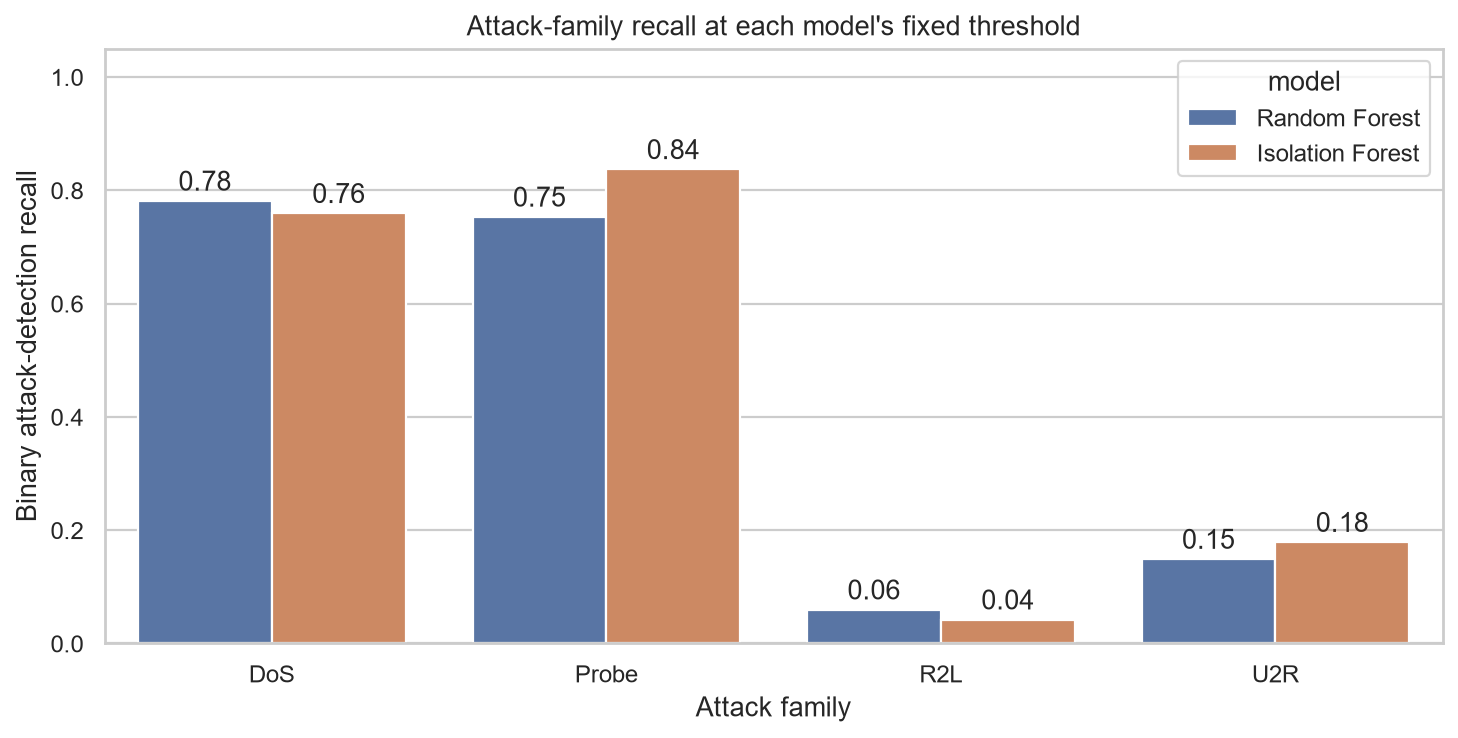 Attack-family recall at each model's fixed threshold
model
Random Forest
Isolation Forest
Binary attack-detection recall
1.0
0.8
0.6
0.4
0.2
0.0
0.78
0.76
0.75
0.84
0.06
0.04
0.15
0.18
DoS
Probe
R2L
U2R
Attack family